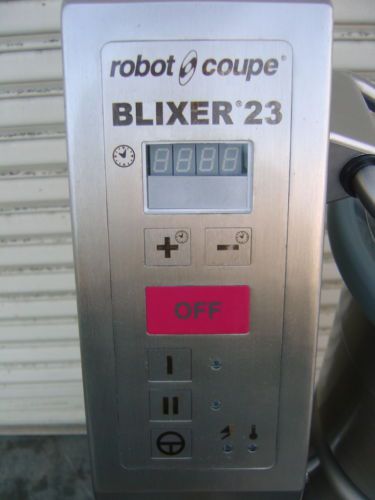 robot coupe®
BLIXER®23
8888
+ -
OFF
I
II